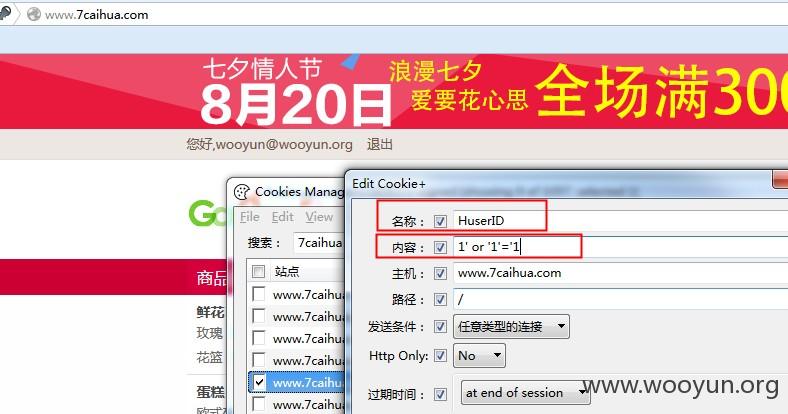 www.7caihua.com
七夕情人节
8月20日
浪漫七夕
爱要花心思
全场满300
您好,wooyun@wooyun.org 退出
Go
Cookies Manag
File Edit View
搜索： 7caihua
站点
www.7caihua
www.7caihua
www.7caihua
www.7caihua
www.7caihua
www.7caihua
商品
鲜花
玫瑰
花篮
蛋糕
Edit Cookie+
名称： HuserID
内容： 1' or '1'='1
主机： www.7caihua.com
路径： /
发送条件： 任意类型的连接
Http Only: No
过期时间： at end of session
www.wooyun.org